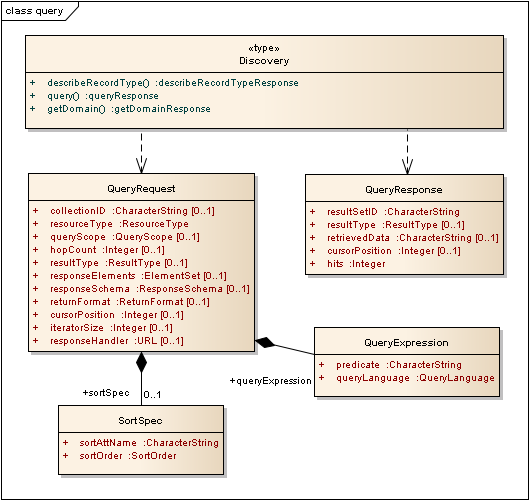 class query
«type»
Discovery
+ describeRecordType() :describeRecordTypeResponse
+ query() :queryResponse
+ getDomain() :getDomainResponse
QueryRequest
+ collectionID :CharacterString [0..1]
+ resourceType :ResourceType
+ queryScope :QueryScope [0..1]
+ hopCount :Integer [0..1]
+ resultType :ResultType [0..1]
+ responseElements :ElementSet [0..1]
+ responseSchema :ResponseSchema [0..1]
+ returnFormat :ReturnFormat [0..1]
+ cursorPosition :Integer [0..1]
+ iteratorSize :Integer [0..1]
+ responseHandler :URL [0..1]
QueryResponse
+ resultSetID :CharacterString
+ resultType :ResultType [0..1]
+ retrievedData :CharacterString [0..1]
+ cursorPosition :Integer [0..1]
+ hits :Integer
QueryExpression
+ predicate :CharacterString
+ queryLanguage :QueryLanguage
+queryExpression
+sortSpec
0..1
SortSpec
+ sortAttName :CharacterString
+ sortOrder :SortOrder